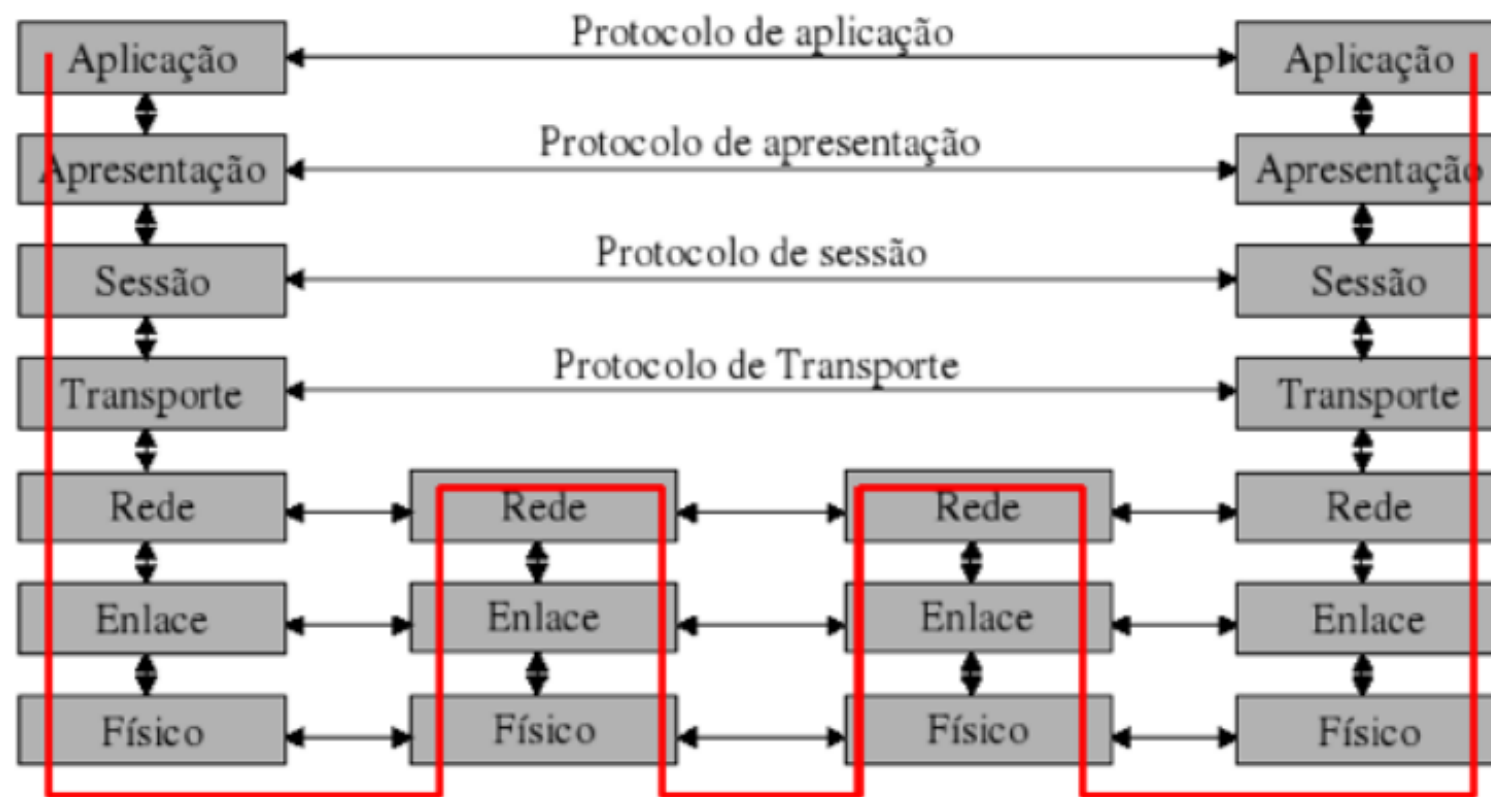 Protocolo de aplicação
Aplicação Aplicação
Protocolo de apresentação
Apresentação Apresentação
Protocolo de sessão
Sessão Sessão
Protocolo de Transporte
Transporte Transporte
Rede Rede Rede Rede
Enlace Enlace Enlace Enlace
Físico Físico Físico Físico